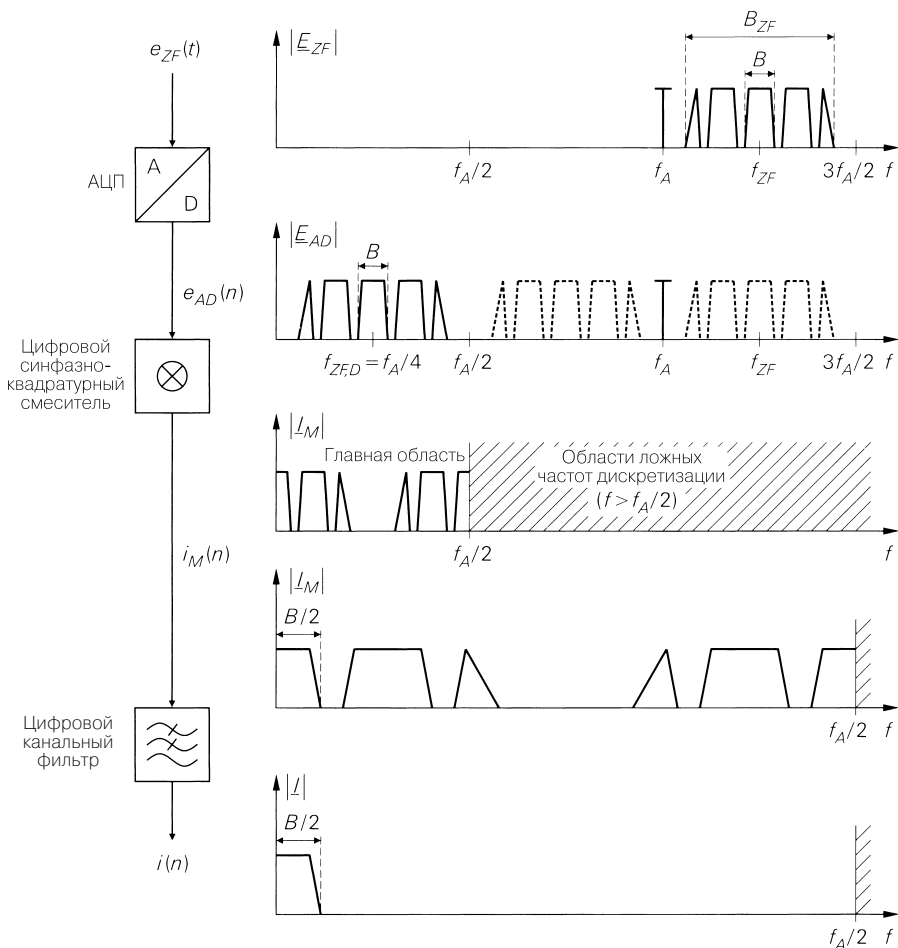 e_ZF(t)
АЦП
A
D
|E_ZF|
B_ZF
B
f_A/2
f_A
f_ZF
3f_A/2
f
e_AD(n)
|E_AD|
B
f_ZF,D = f_A/4
f_A/2
f_A
f_ZF
3f_A/2
f
Цифровой
синфазно-
квадратурный
смеситель
|I_M|
Главная область
Области ложных
частот дискретизации
(f > f_A/2)
f_A/2
f
i_M(n)
|I_M|
B/2
f_A/2
f
Цифровой
канальный
фильтр
i(n)
|I|
B/2
f_A/2
f